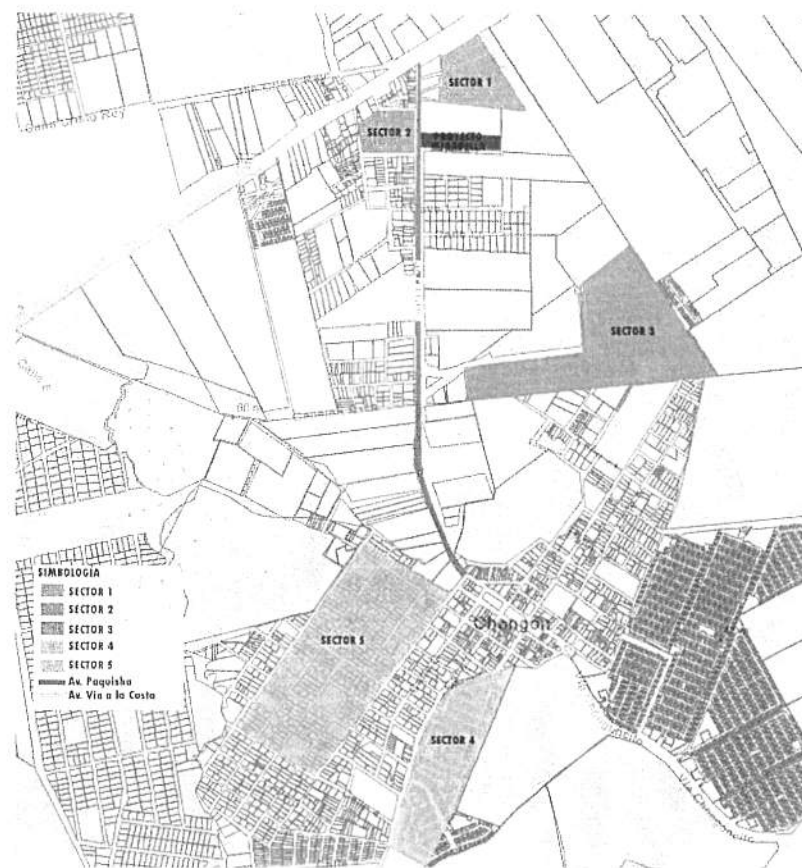 SECTOR 1
SECTOR 2
PROYECTO
SECTOR 3
SIMBOLOGIA
SECTOR 1
SECTOR 2
SECTOR 3
SECTOR 4
SECTOR 5
Av. Paquisha
Av. Via a la Costa
SECTOR 5
Chongón
SECTOR 4